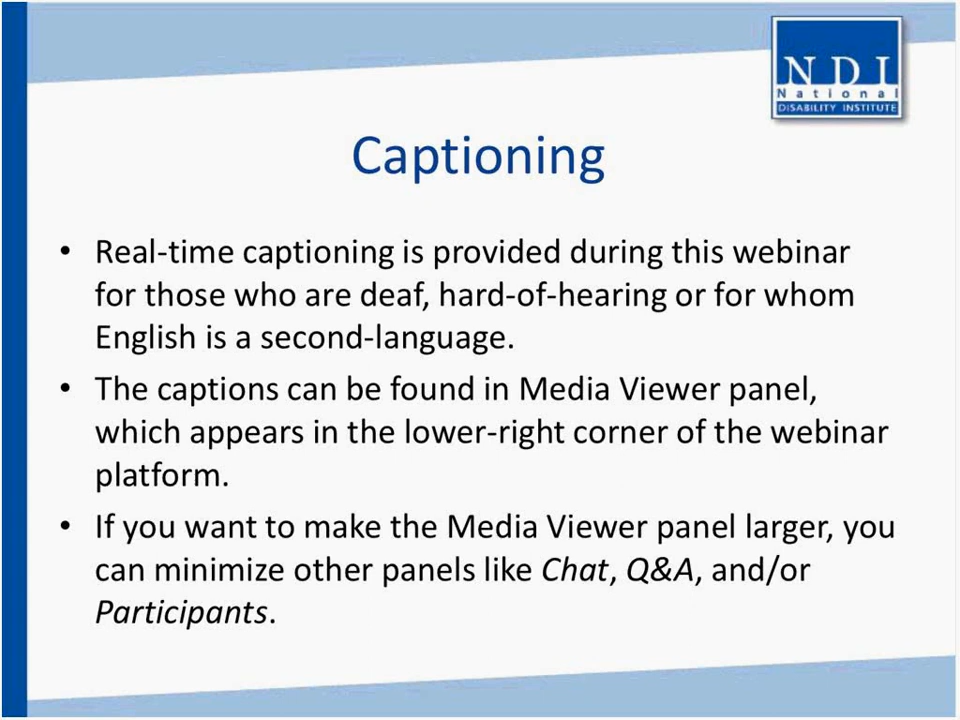 NDI
National
DISABILITY INSTITUTE
Captioning
• Real-time captioning is provided during this webinar
for those who are deaf, hard-of-hearing or for whom
English is a second-language.
• The captions can be found in Media Viewer panel,
which appears in the lower-right corner of the webinar
platform.
• If you want to make the Media Viewer panel larger, you
can minimize other panels like Chat, Q&A, and/or
Participants.